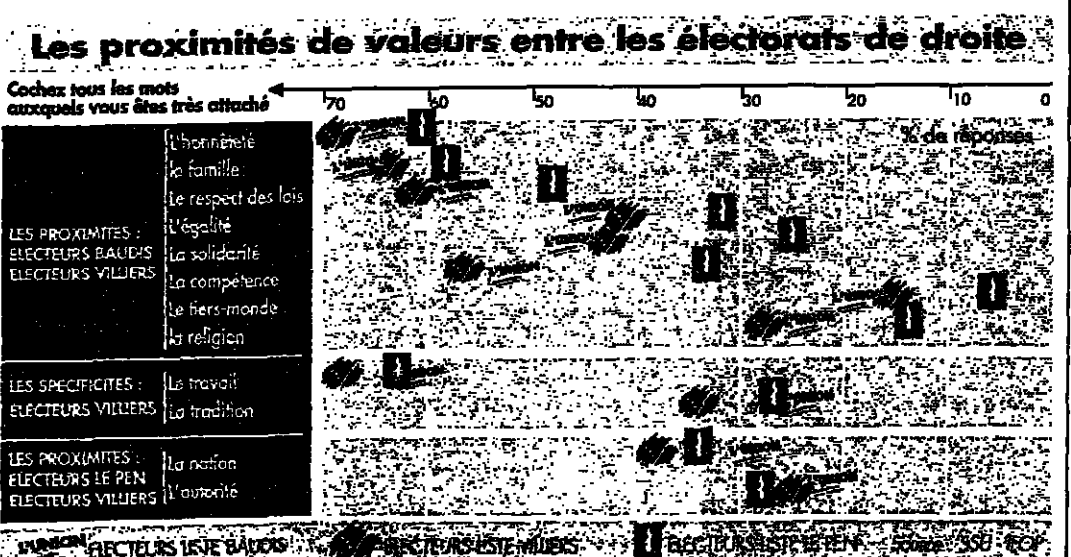 Les proximités de valeurs entre les électorats de droite
Cochez tous les mots
auxquels vous êtes très attaché
70 60 50 40 30 20 10 0
% de réponses
LES PROXIMITES :
ELECTEURS BAUDIS
ELECTEURS VILLIERS
L'honnêteté
la famille
Le respect des lois
L'égalité
La solidarité
La compétence
Le tiers-monde
la religion
LES SPECIFICITES :
ELECTEURS VILLIERS
Le travail
La tradition
LES PROXIMITES :
ELECTEURS LE PEN
ELECTEURS VILLIERS
La nation
L'autorité
L'UNION ELECTEURS LISTE BAUDIS
ELECTEURS LISTE VILLIERS
ELECTEURS LISTE LE PEN
Source